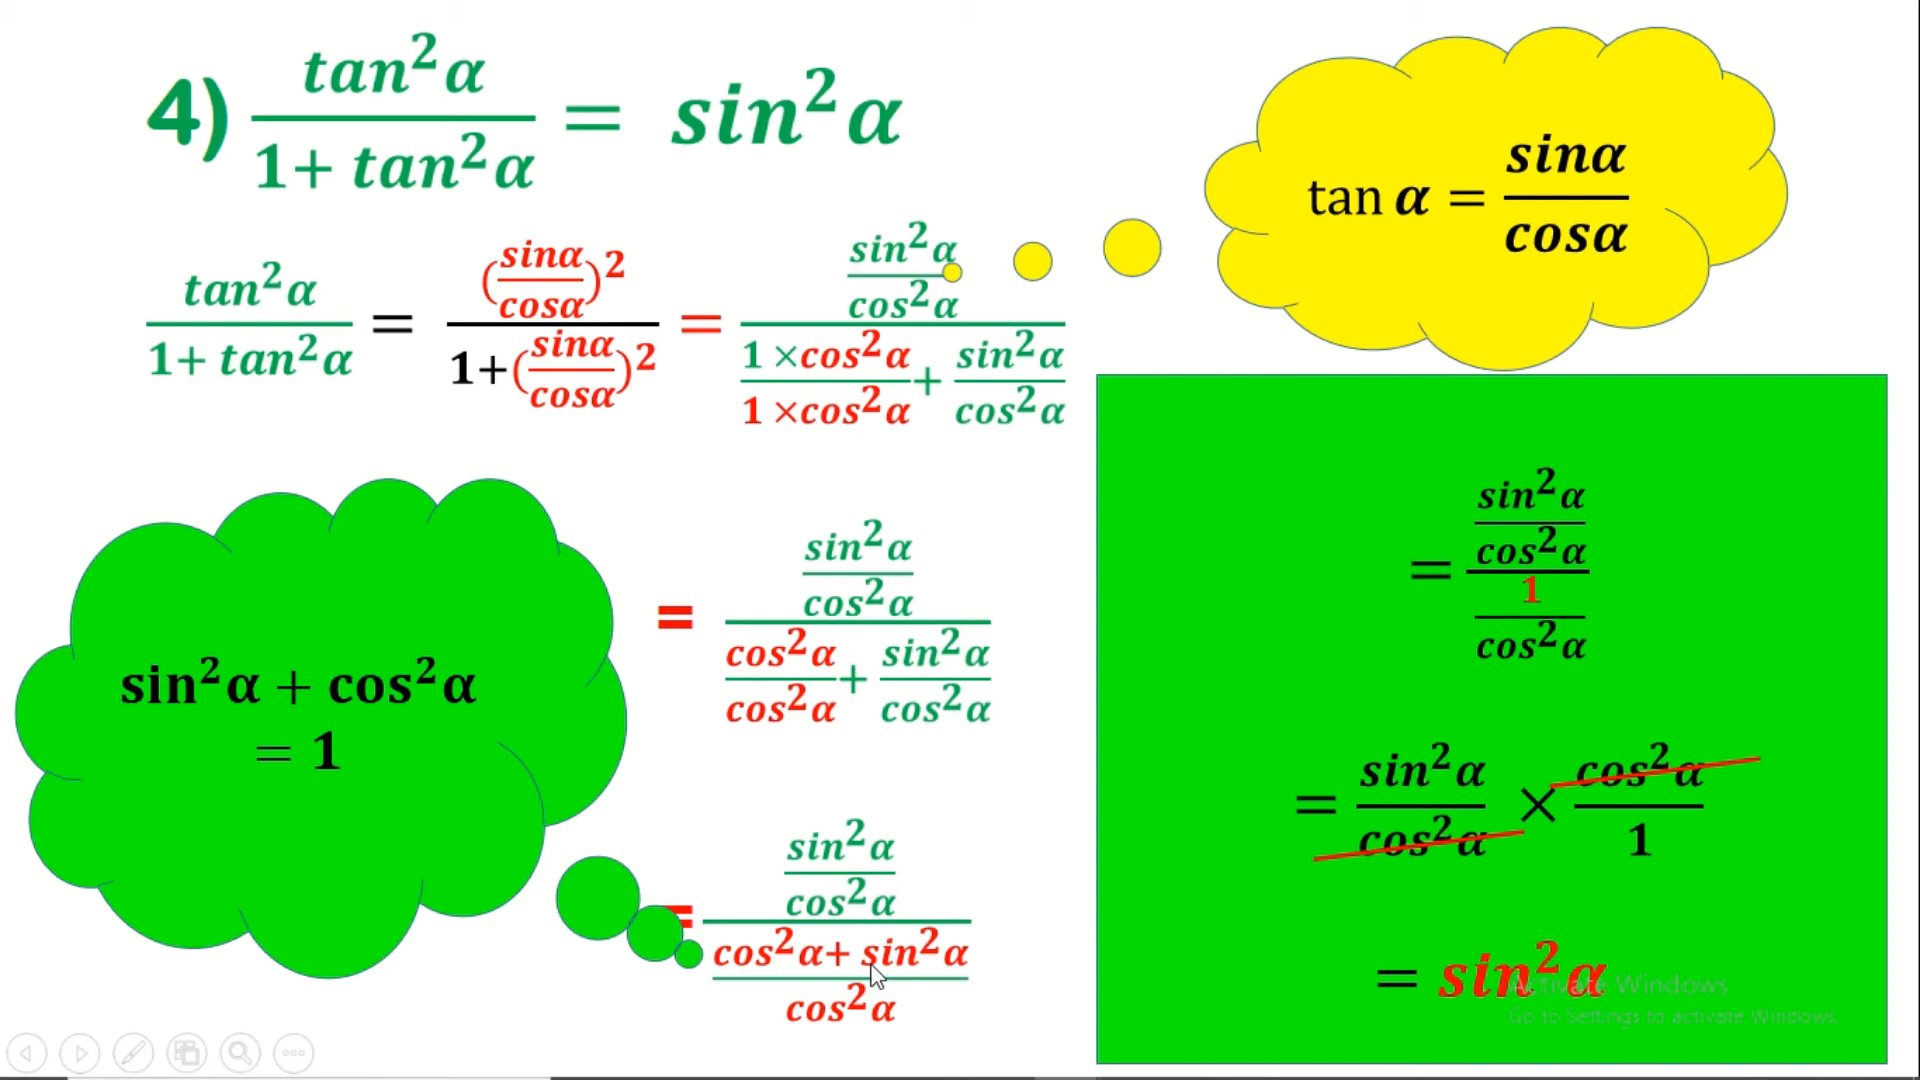 4) tan²α / 1+ tan²α = sin²α
tan α = sinα / cosα
tan²α / 1+ tan²α = (sinα/cosα)² / 1+(sinα/cosα)² = sin²α/cos²α / 1 ×cos²α/1 ×cos²α + sin²α/cos²α
sin²α + cos²α
= 1
= sin²α/cos²α / cos²α/cos²α + sin²α/cos²α
= sin²α/cos²α / cos²α+ sin²α/cos²α
= sin²α/cos²α / 1/cos²α
= sin²α/cos²α × cos²α/1
= sin²α
Activate Windows
Go to Settings to activate Windows.